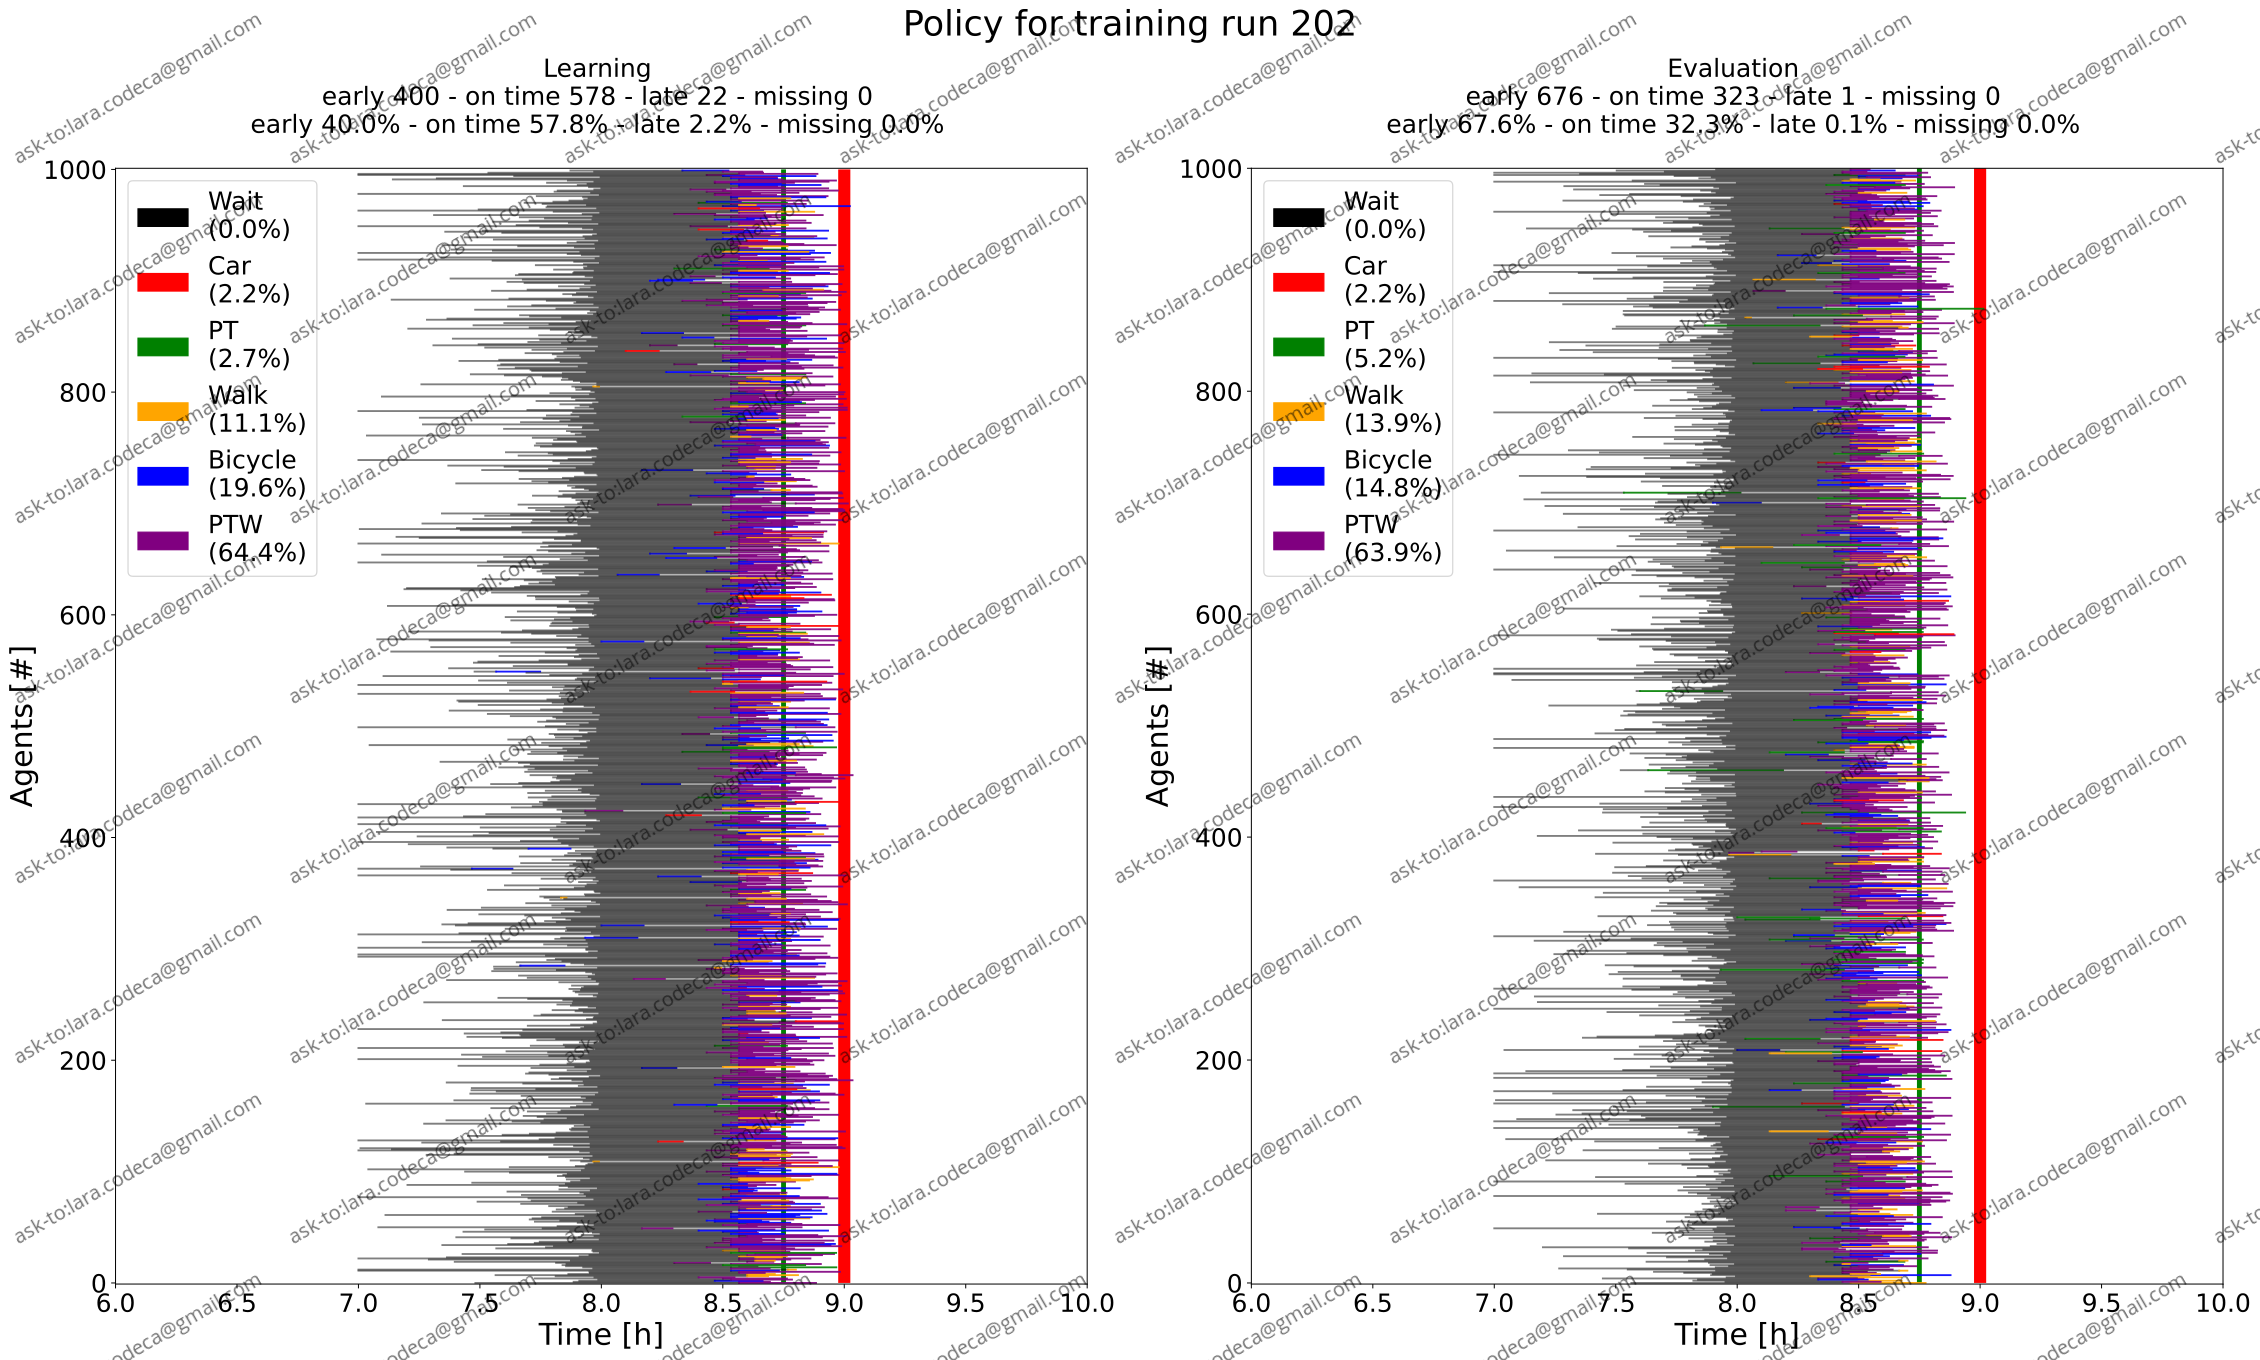 Policy for training run 202
Learning
early 400 - on time 578 - late 22 - missing 0
early 40.0% - on time 57.8% - late 2.2% - missing 0.0%
1000
800
600
400
200
0
Agents [#]
Wait
(0.0%)
Car
(2.2%)
PT
(2.7%)
Walk
(11.1%)
Bicycle
(19.6%)
PTW
(64.4%)
6.0 6.5 7.0 7.5 8.0 8.5 9.0 9.5 10.0
Time [h]
Evaluation
early 676 - on time 323 - late 1 - missing 0
early 67.6% - on time 32.3% - late 0.1% - missing 0.0%
1000
800
600
400
200
0
Agents [#]
Wait
(0.0%)
Car
(2.2%)
PT
(5.2%)
Walk
(13.9%)
Bicycle
(14.8%)
PTW
(63.9%)
6.0 6.5 7.0 7.5 8.0 8.5 9.0 9.5 10.0
Time [h]
ask-to:lara.codeca@gmail.com